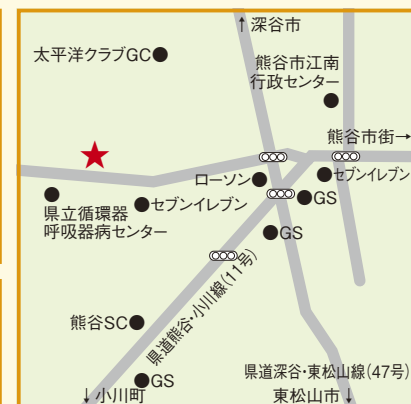 ↑深谷市
太平洋クラブGC
熊谷市江南
行政センター
熊谷市街→
ローソン
セブンイレブン
GS
県立循環器
呼吸器病センター
セブンイレブン
GS
県道熊谷・小川線(11号)
熊谷SC
県道深谷・東松山線(47号)
GS
↓小川町
東松山市↓